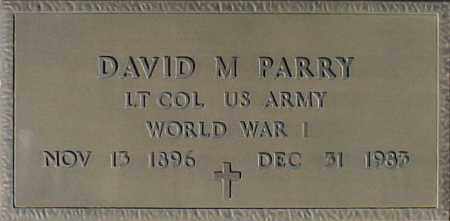 DAVID M PARRY
LT COL US ARMY
WORLD WAR I
NOV 13 1896 DEC 31 1983